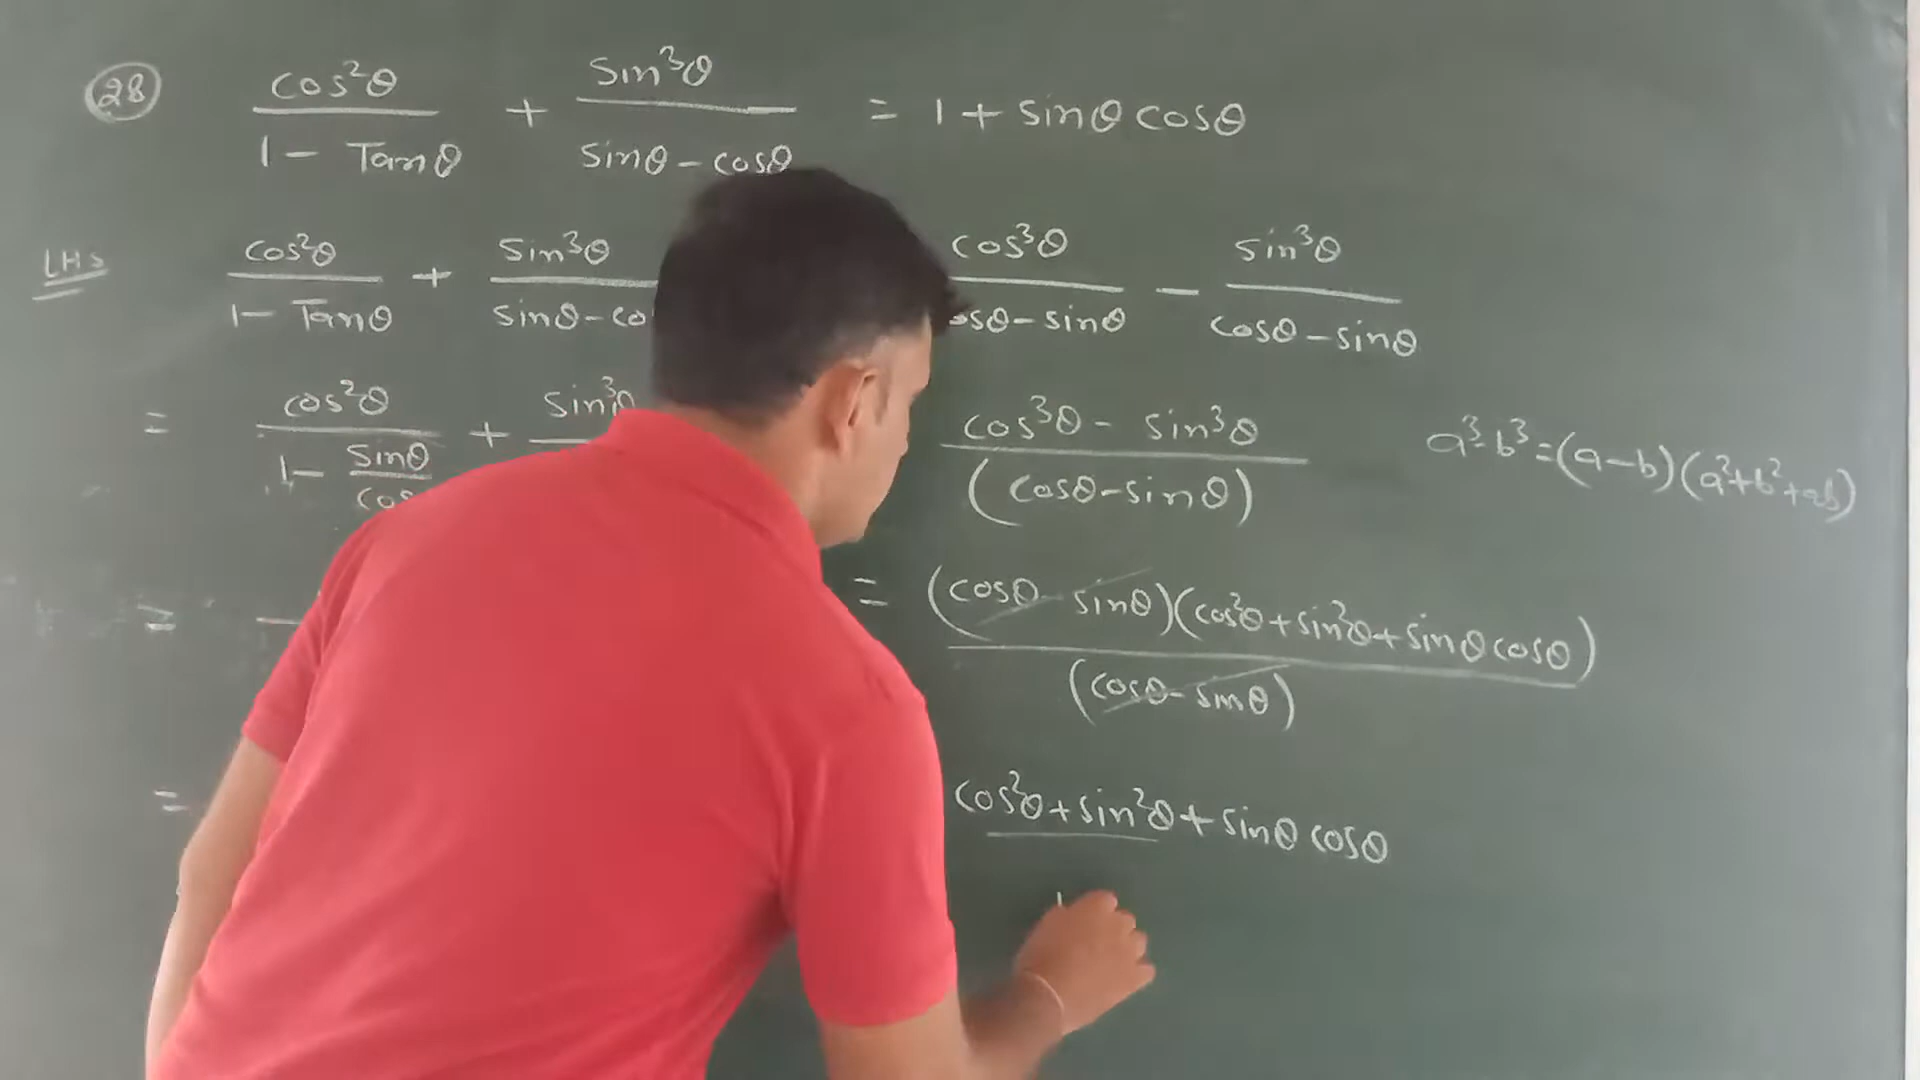 28 cos²θ/(1 - Tanθ) + sin³θ/(sinθ - cosθ) = 1 + sinθ cosθ
LHS cos²θ/(1 - Tanθ) + sin³θ/(sinθ - co
= cos²θ/(1 - sinθ/cos + sin³θ
=
=
cos³θ/(osθ - sinθ) - sin³θ/(cosθ - sinθ)
cos³θ - sin³θ/(cosθ - sinθ) a³-b³=(a-b)(a²+b²+ab)
= (cosθ - sinθ)(cos²θ + sin²θ + sinθ cosθ)/(cosθ - sinθ)
cos²θ + sin²θ + sinθ cosθ
1